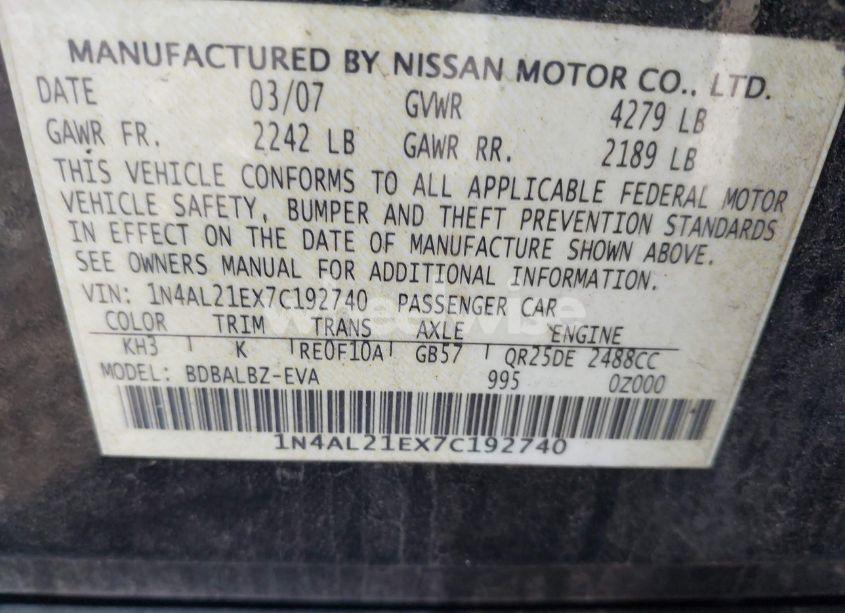 MANUFACTURED BY NISSAN MOTOR CO., LTD.
DATE 03/07 GVWR 4279 LB
GAWR FR. 2242 LB GAWR RR. 2189 LB
THIS VEHICLE CONFORMS TO ALL APPLICABLE FEDERAL MOTOR
VEHICLE SAFETY, BUMPER AND THEFT PREVENTION STANDARDS
IN EFFECT ON THE DATE OF MANUFACTURE SHOWN ABOVE.
SEE OWNERS MANUAL FOR ADDITIONAL INFORMATION.
VIN: 1N4AL21EX7C192740 PASSENGER CAR
wheelwise
COLOR TRIM TRANS AXLE ENGINE
KH3 K RE0F10A GB57 QR25DE 2488CC
MODEL: BDBALBZ-EVA 995 0Z000
1N4AL21EX7C192740